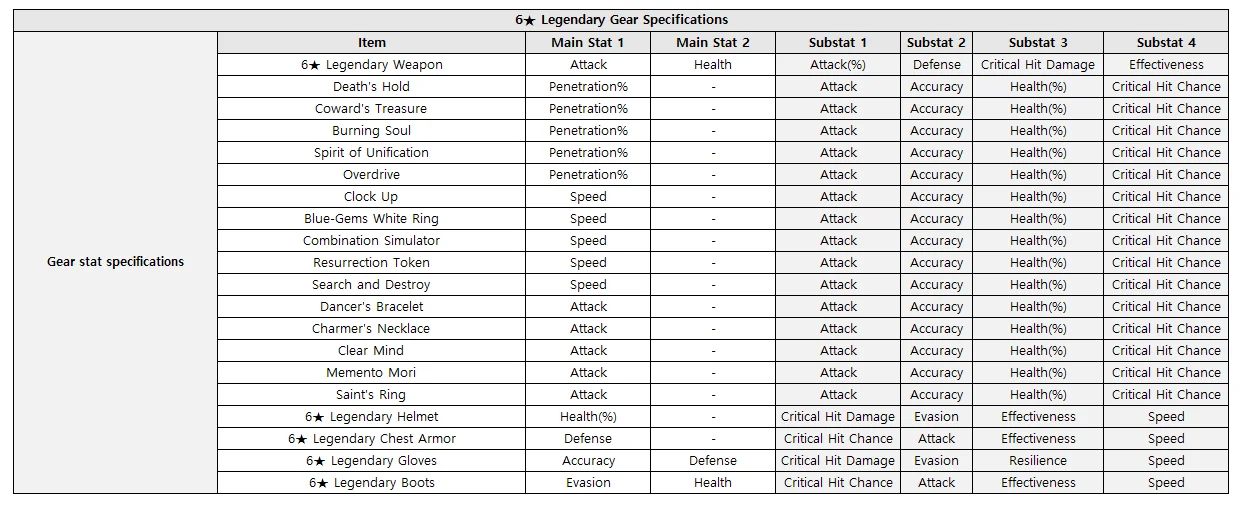 6★ Legendary Gear Specifications
Item Main Stat 1 Main Stat 2 Substat 1 Substat 2 Substat 3 Substat 4
6★ Legendary Weapon Attack Health Attack(%) Defense Critical Hit Damage Effectiveness
Death's Hold Penetration% - Attack Accuracy Health(%) Critical Hit Chance
Coward's Treasure Penetration% - Attack Accuracy Health(%) Critical Hit Chance
Burning Soul Penetration% - Attack Accuracy Health(%) Critical Hit Chance
Spirit of Unification Penetration% - Attack Accuracy Health(%) Critical Hit Chance
Overdrive Penetration% - Attack Accuracy Health(%) Critical Hit Chance
Clock Up Speed - Attack Accuracy Health(%) Critical Hit Chance
Blue-Gems White Ring Speed - Attack Accuracy Health(%) Critical Hit Chance
Combination Simulator Speed - Attack Accuracy Health(%) Critical Hit Chance
Gear stat specifications Resurrection Token Speed - Attack Accuracy Health(%) Critical Hit Chance
Search and Destroy Speed - Attack Accuracy Health(%) Critical Hit Chance
Dancer's Bracelet Attack - Attack Accuracy Health(%) Critical Hit Chance
Charmer's Necklace Attack - Attack Accuracy Health(%) Critical Hit Chance
Clear Mind Attack - Attack Accuracy Health(%) Critical Hit Chance
Memento Mori Attack - Attack Accuracy Health(%) Critical Hit Chance
Saint's Ring Attack - Attack Accuracy Health(%) Critical Hit Chance
6★ Legendary Helmet Health(%) - Critical Hit Damage Evasion Effectiveness Speed
6★ Legendary Chest Armor Defense - Critical Hit Chance Attack Effectiveness Speed
6★ Legendary Gloves Accuracy Defense Critical Hit Damage Evasion Resilience Speed
6★ Legendary Boots Evasion Health Critical Hit Chance Attack Effectiveness Speed